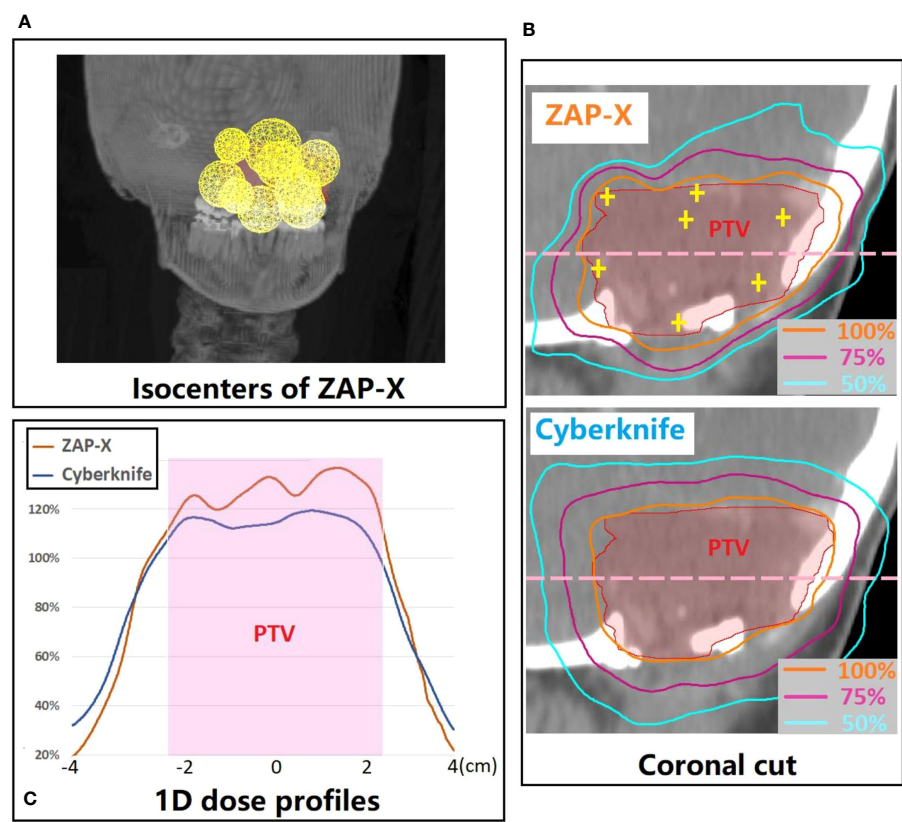 A
Isocenters of ZAP-X
B
ZAP-X
PTV
100%
75%
50%
Cyberknife
PTV
100%
75%
50%
Coronal cut
ZAP-X
Cyberknife
120%
100%
80%
60%
40%
20%
PTV
-4 -2 0 2 4(cm)
C
1D dose profiles